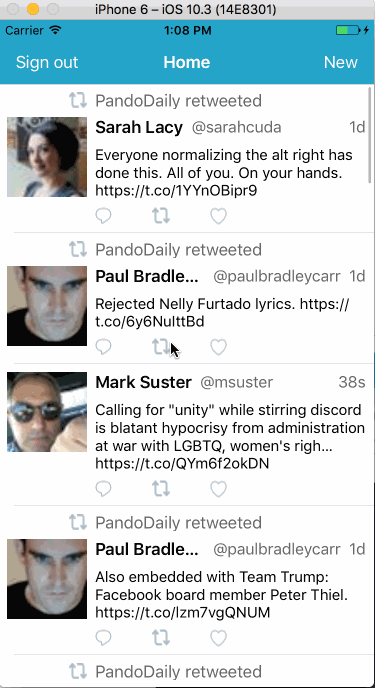 iPhone 6 – iOS 10.3 (14E8301)
Carrier 1:08 PM
Sign out Home New
PandoDaily retweeted
Sarah Lacy @sarahcuda 1d
Everyone normalizing the alt right has
done this. All of you. On your hands.
https://t.co/1YYnOBipr9
PandoDaily retweeted
Paul Bradle... @paulbradleycarr 1d
Rejected Nelly Furtado lyrics. https://
t.co/6y6NulttBd
Mark Suster @msuster 38s
Calling for "unity" while stirring discord
is blatant hypocrisy from administration
at war with LGBTQ, women's righ...
https://t.co/QYm6f2okDN
PandoDaily retweeted
Paul Bradle... @paulbradleycarr 1d
Also embedded with Team Trump:
Facebook board member Peter Thiel.
https://t.co/lzm7vgQNUM
PandoDaily retweeted